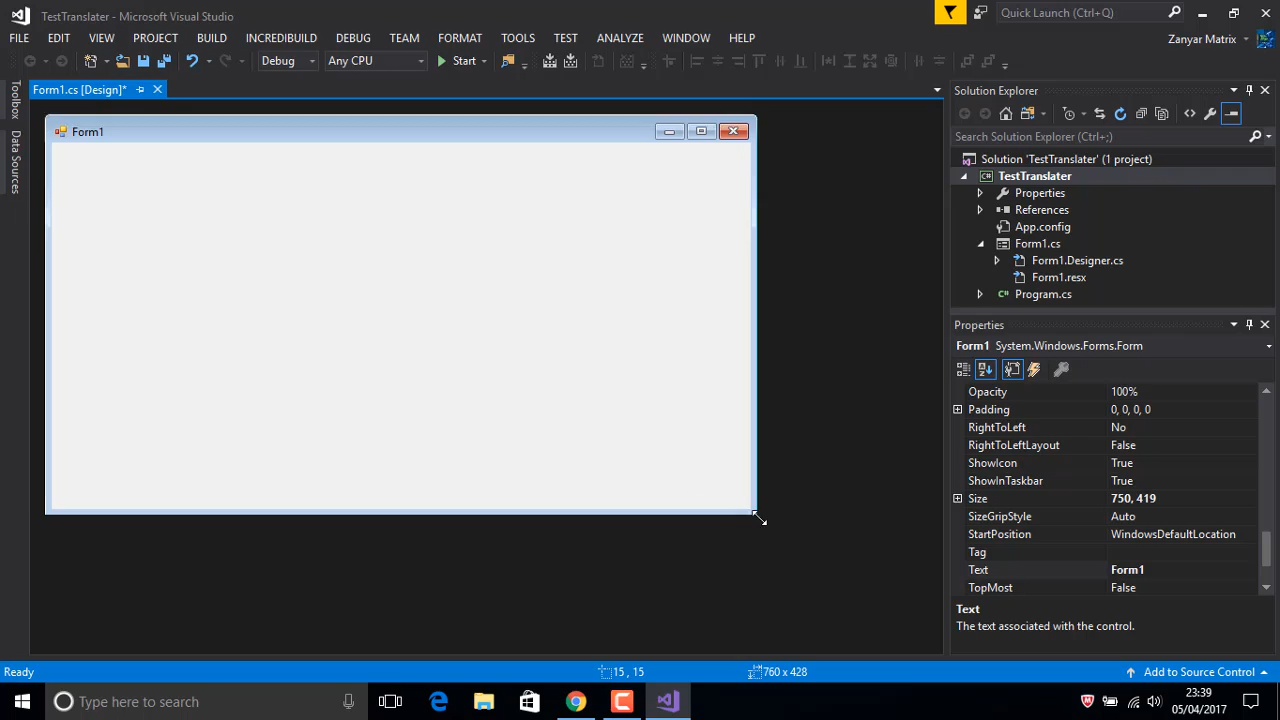 TestTranslater - Microsoft Visual Studio
Quick Launch (Ctrl+Q)
FILE EDIT VIEW PROJECT BUILD INCREDIBUILD DEBUG TEAM FORMAT TOOLS TEST ANALYZE WINDOW HELP
Zanyar Matrix
Debug Any CPU Start
Form1.cs [Design]*
Toolbox
Data Sources
Form1
Solution Explorer
Search Solution Explorer (Ctrl+;)
Solution 'TestTranslater' (1 project)
C# TestTranslater
Properties
References
App.config
Form1.cs
Form1.Designer.cs
Form1.resx
C# Program.cs
Properties
Form1 System.Windows.Forms.Form
Opacity 100%
Padding 0, 0, 0, 0
RightToLeft No
RightToLeftLayout False
ShowIcon True
ShowInTaskbar True
Size 750, 419
SizeGripStyle Auto
StartPosition WindowsDefaultLocation
Tag
Text Form1
TopMost False
Text
The text associated with the control.
Ready 15 , 15 760 x 428 Add to Source Control
Type here to search
23:39
05/04/2017